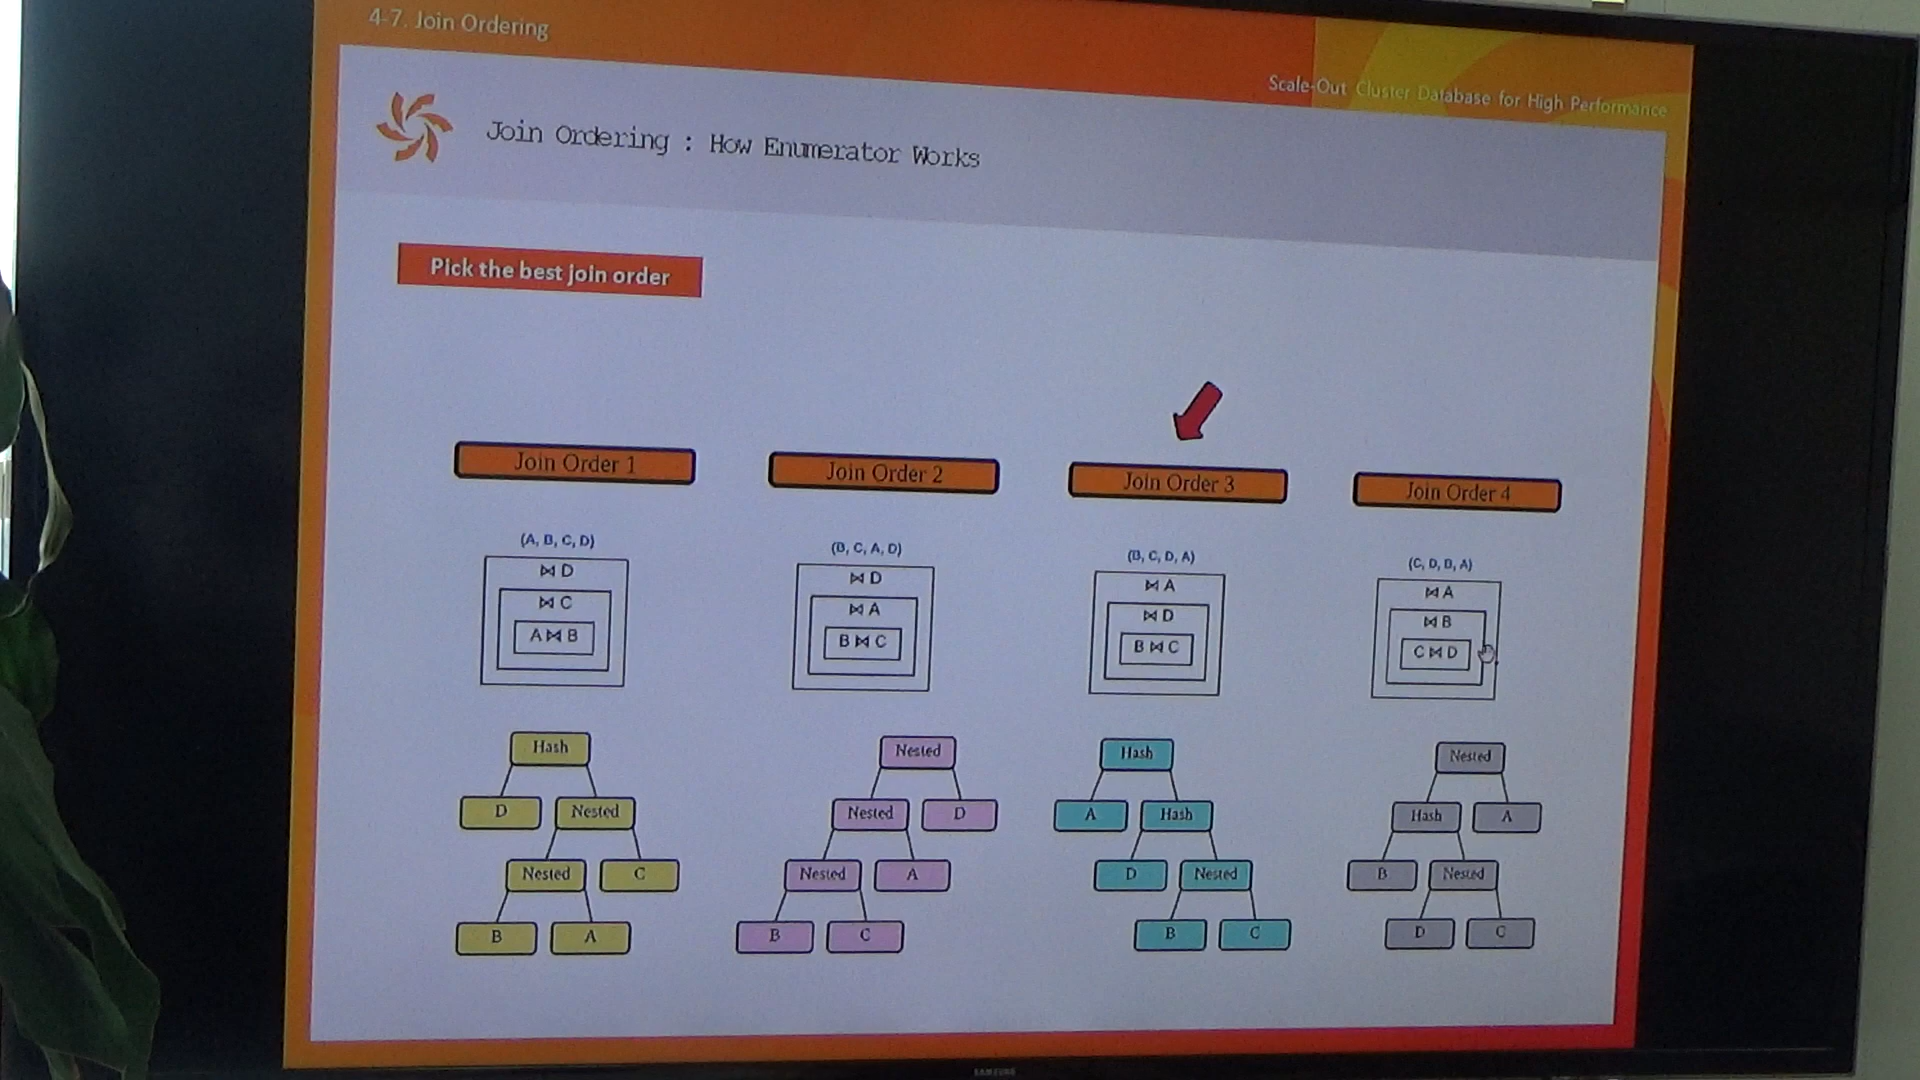 4-7. Join Ordering
Scale-Out Cluster Database for High Performance
Join Ordering : How Enumerator Works
Pick the best join order
Join Order 1
Join Order 2
Join Order 3
Join Order 4
(A, B, C, D)
(B, C, A, D)
(B, C, D, A)
(C, D, B, A)
⋈ D
⋈ C
A ⋈ B
⋈ D
⋈ A
B ⋈ C
⋈ A
⋈ D
B ⋈ C
⋈ A
⋈ B
C ⋈ D
Hash
D
Nested
Nested
C
B
A
Nested
Nested
D
Nested
A
B
C
Hash
A
Hash
D
Nested
B
C
Nested
Hash
A
B
Nested
D
C
SAMSUNG